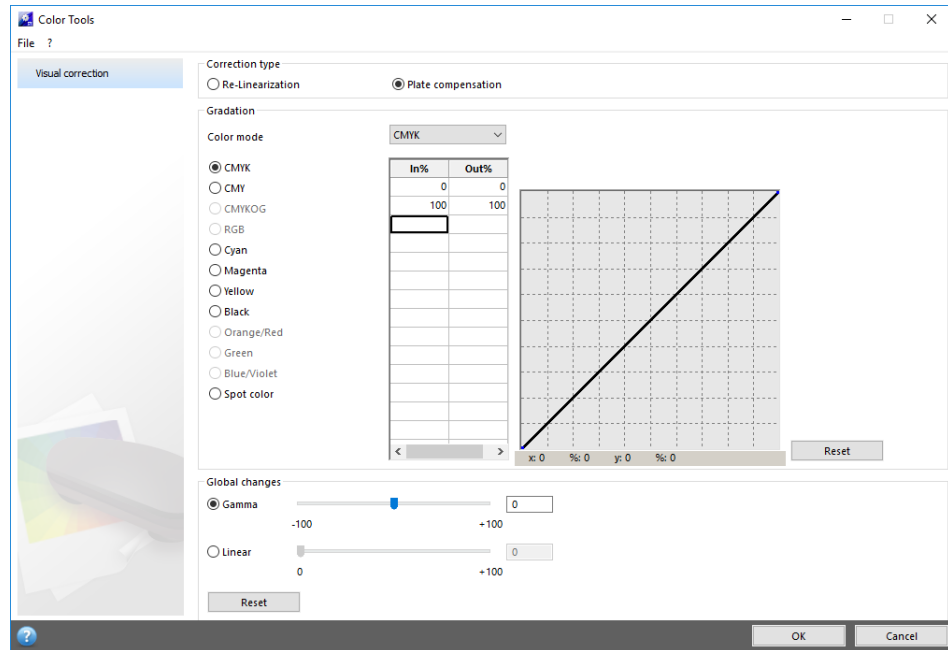 Color Tools
File ?
Visual correction
Correction type
Re-Linearization Plate compensation
Gradation
Color mode CMYK
CMYK
CMY
CMYKOG
RGB
Cyan
Magenta
Yellow
Black
Orange/Red
Green
Blue/Violet
Spot color
In% Out%
0 0
100 100
x: 0 %: 0 y: 0 %: 0
Reset
Global changes
Gamma 0
-100 +100
Linear 0
0 +100
Reset
? OK Cancel